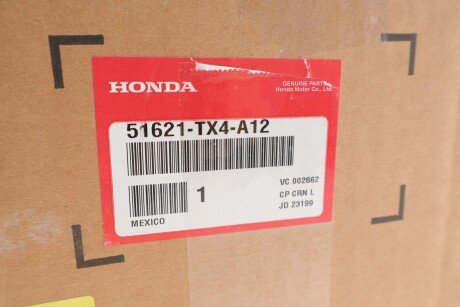 HONDA
GENUINE PARTS
Honda Motor Co., Ltd.
51621-TX4-A12
1
VC 002662
CP CRN L
JD 23199
MEXICO